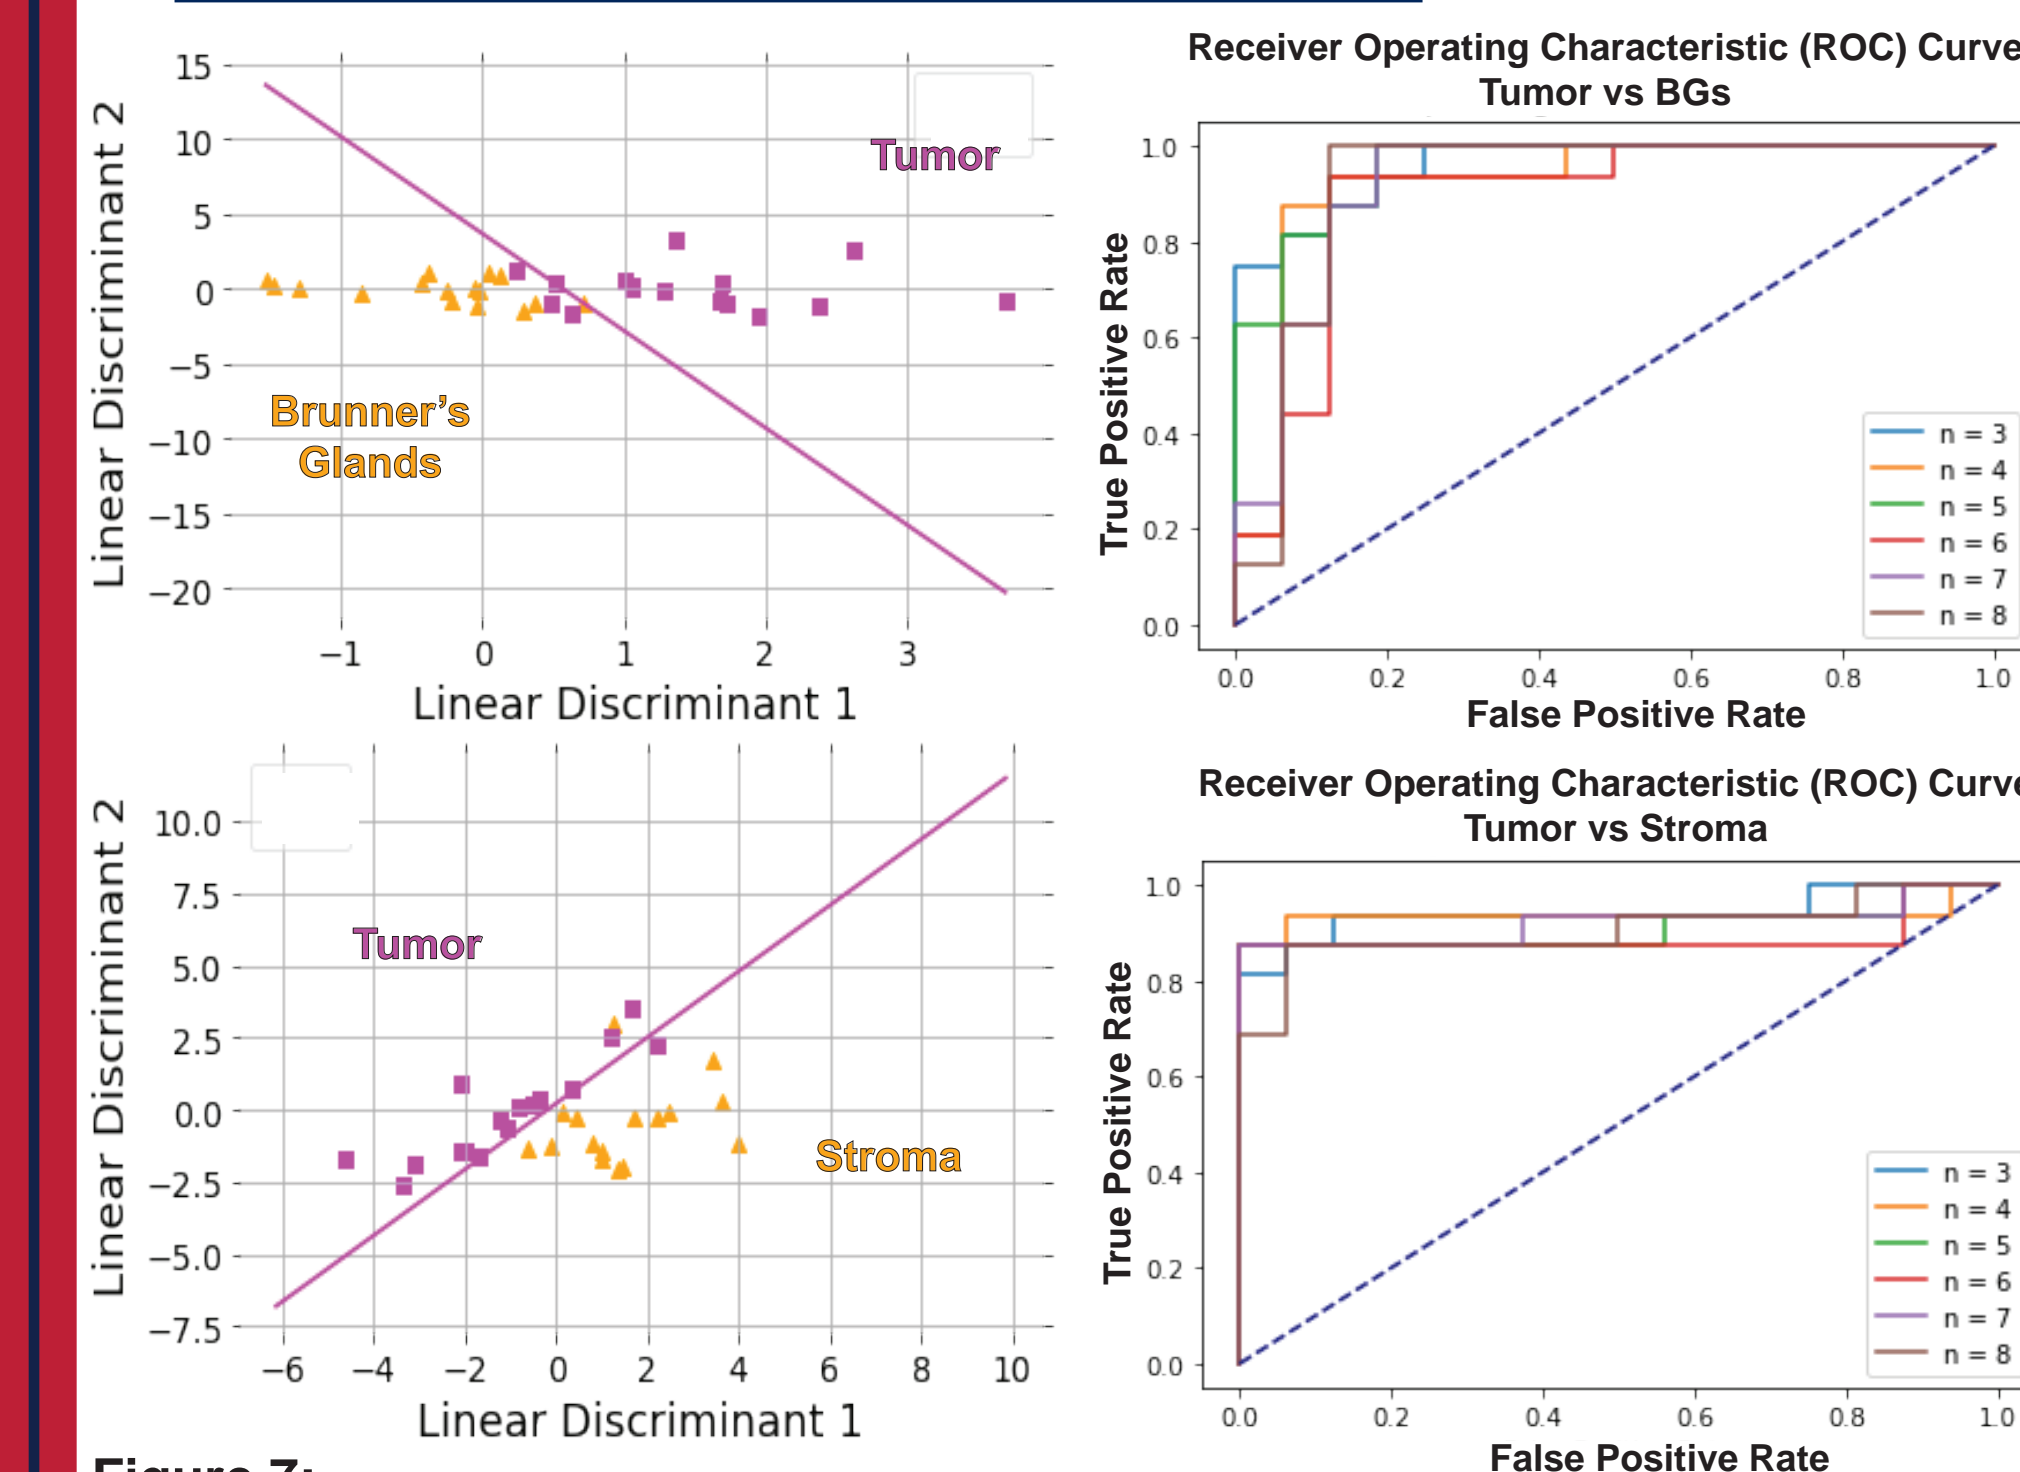 15
10
5
0
−5
−10
−15
−20
Linear Discriminant 2
Tumor
Brunner’s
Glands
−1
0
1
2
3
Linear Discriminant 1
Receiver Operating Characteristic (ROC) Curve
Tumor vs BGs
1.0
0.8
0.6
0.4
0.2
0.0
True Positive Rate
n = 3
n = 4
n = 5
n = 6
n = 7
n = 8
0.0
0.2
0.4
0.6
0.8
1.0
False Positive Rate
10.0
7.5
5.0
2.5
0.0
−2.5
−5.0
−7.5
Linear Discriminant 2
Tumor
Stroma
−6
−4
−2
0
2
4
6
8
10
Linear Discriminant 1
Receiver Operating Characteristic (ROC) Curve
Tumor vs Stroma
1.0
0.8
0.6
0.4
0.2
0.0
True Positive Rate
n = 3
n = 4
n = 5
n = 6
n = 7
n = 8
0.0
0.2
0.4
0.6
0.8
1.0
False Positive Rate
Figure 7: